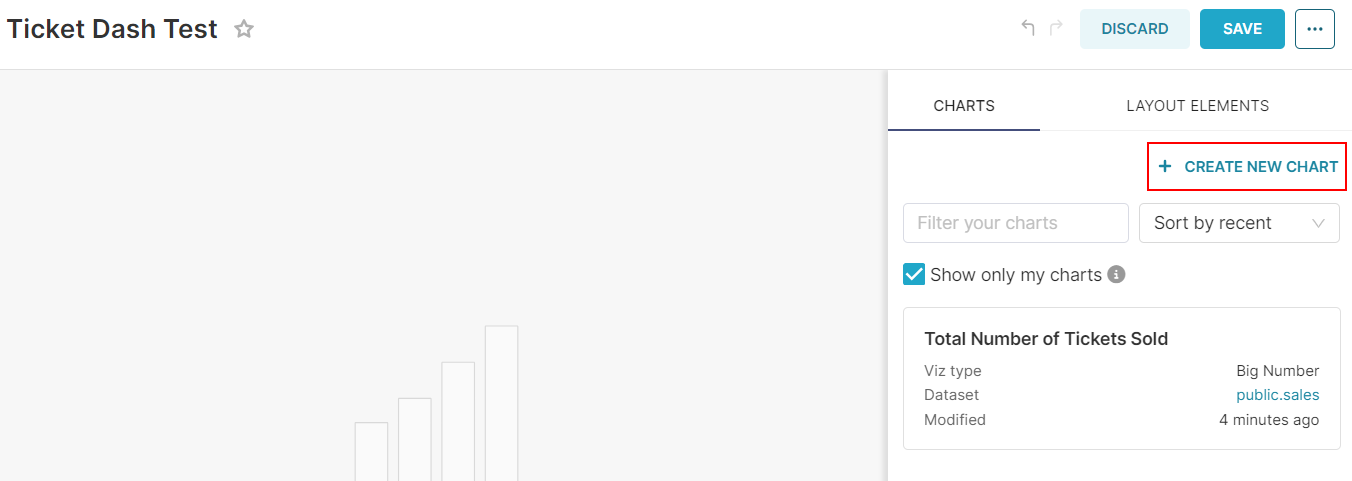 Ticket Dash Test
DISCARD
SAVE
CHARTS
LAYOUT ELEMENTS
+ CREATE NEW CHART
Filter your charts
Sort by recent
Show only my charts
Total Number of Tickets Sold
Viz type Big Number
Dataset public.sales
Modified 4 minutes ago